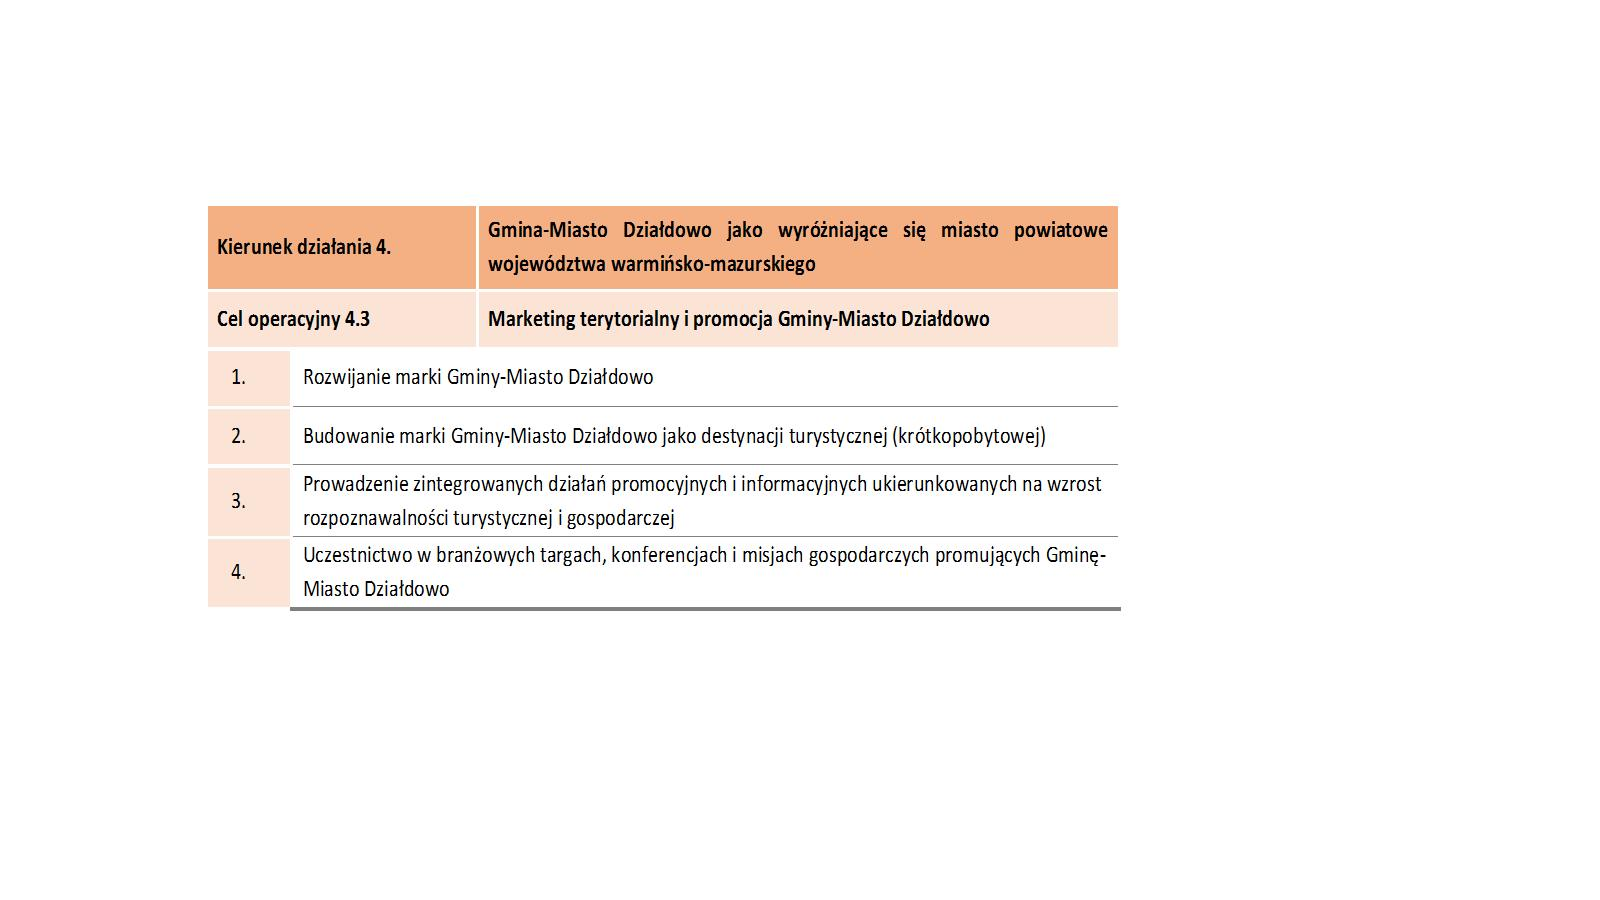 Kierunek działania 4.
Gmina-Miasto Działdowo jako wyróżniające się miasto powiatowe
województwa warmińsko-mazurskiego
Cel operacyjny 4.3
Marketing terytorialny i promocja Gminy-Miasto Działdowo
1.
Rozwijanie marki Gminy-Miasto Działdowo
2.
Budowanie marki Gminy-Miasto Działdowo jako destynacji turystycznej (krótkopobytowej)
3.
Prowadzenie zintegrowanych działań promocyjnych i informacyjnych ukierunkowanych na wzrost
rozpoznawalności turystycznej i gospodarczej
4.
Uczestnictwo w branżowych targach, konferencjach i misjach gospodarczych promujących Gminę-
Miasto Działdowo